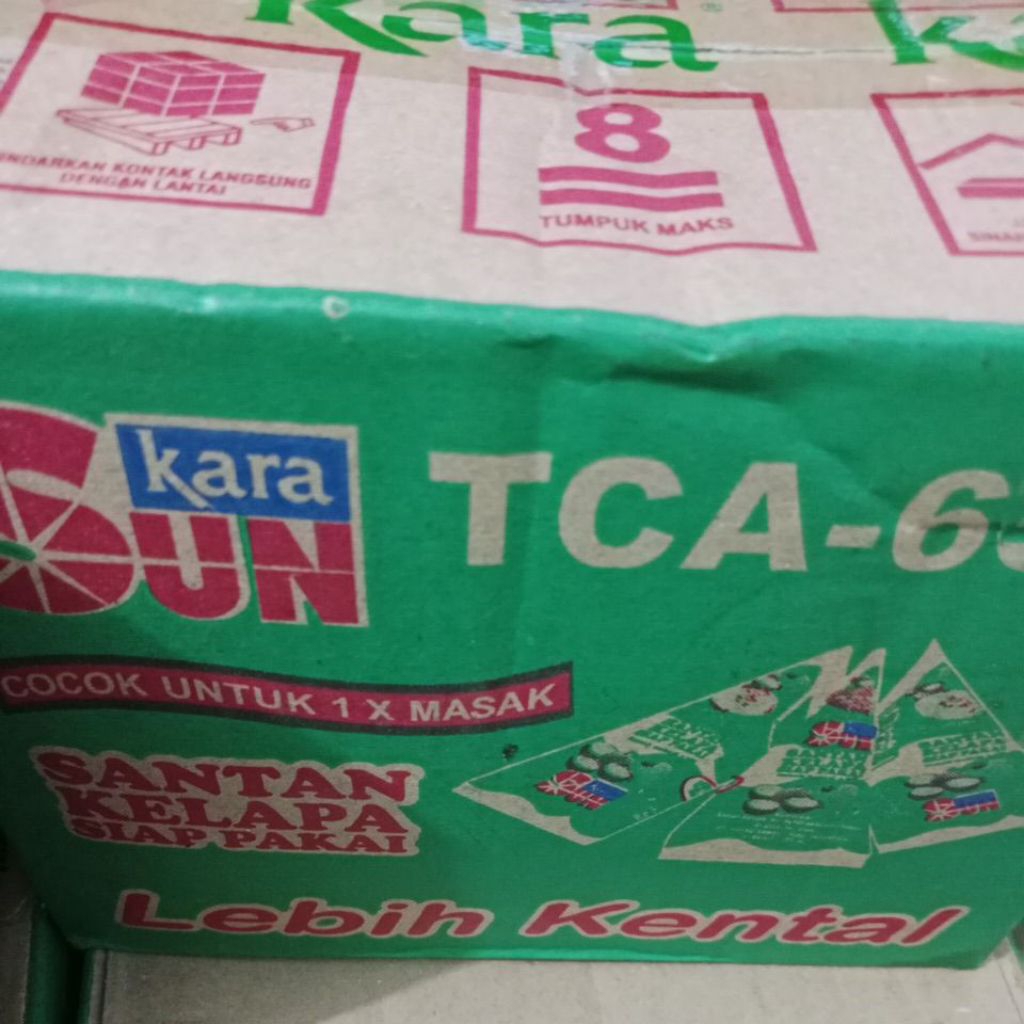 kara
KONTAK LANGSUNG
DENGAN LANTAI
8
TUMPUK MAKS
kara
SUN
TCA-6
COCOK UNTUK 1 X MASAK
SANTAN
KELAPA
SIAP PAKAI
Lebih Kental